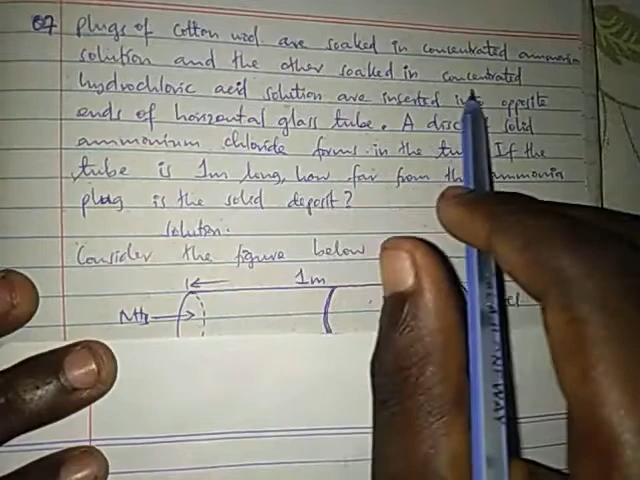 07 Plugs of cotton wool are soaked in concentrated ammonia
solution and the other soaked in concentrated
hydrochloric acid solution are inserted into opposite
ends of horizontal glass tube. A disc solid
ammonium chloride forms in the If the
tube is 1m long, how far from the ammonia
plug is the solid deposit?
Solution.
Consider the figure below
1m
NH3